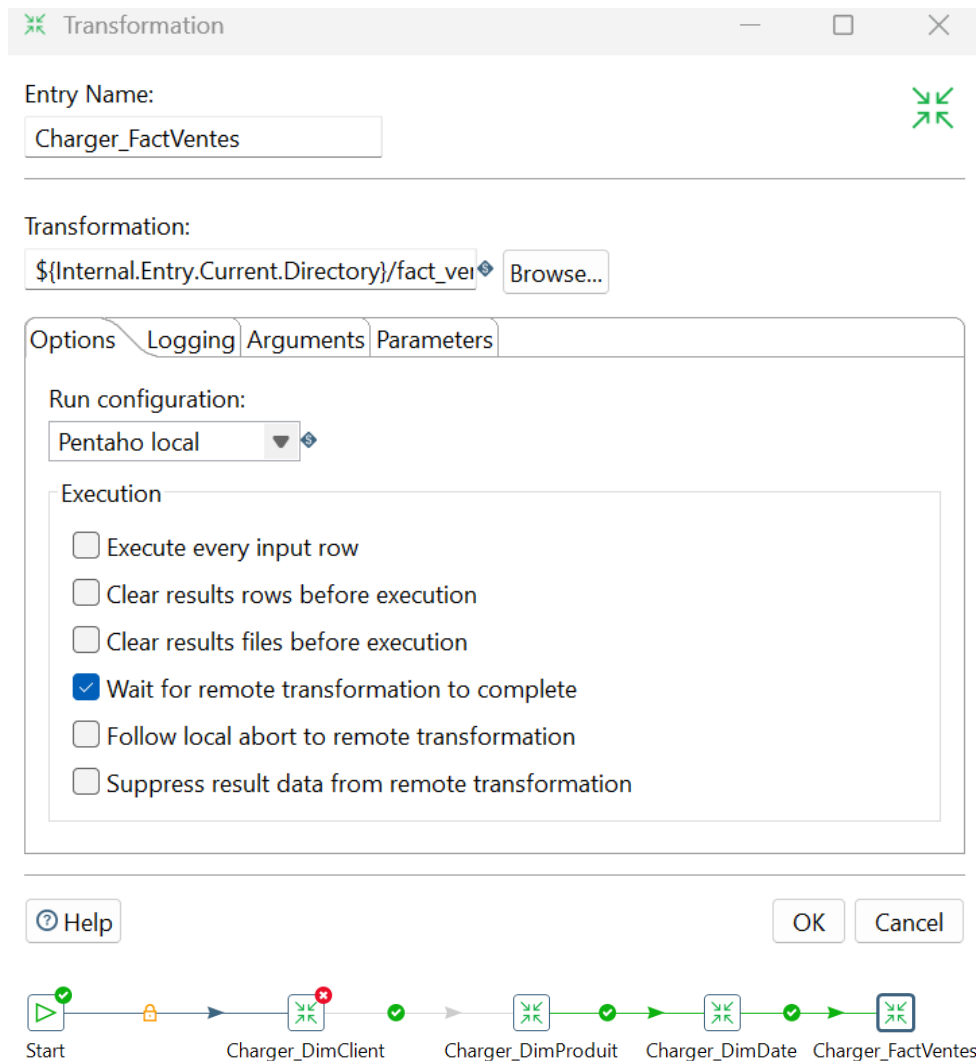 Transformation
Entry Name:
Charger_FactVentes
Transformation:
${Internal.Entry.Current.Directory}/fact_ver
Browse...
Options Logging Arguments Parameters
Run configuration:
Pentaho local
Execution
Execute every input row
Clear results rows before execution
Clear results files before execution
Wait for remote transformation to complete
Follow local abort to remote transformation
Suppress result data from remote transformation
Help OK Cancel
Start Charger_DimClient Charger_DimProduit Charger_DimDate Charger_FactVentes